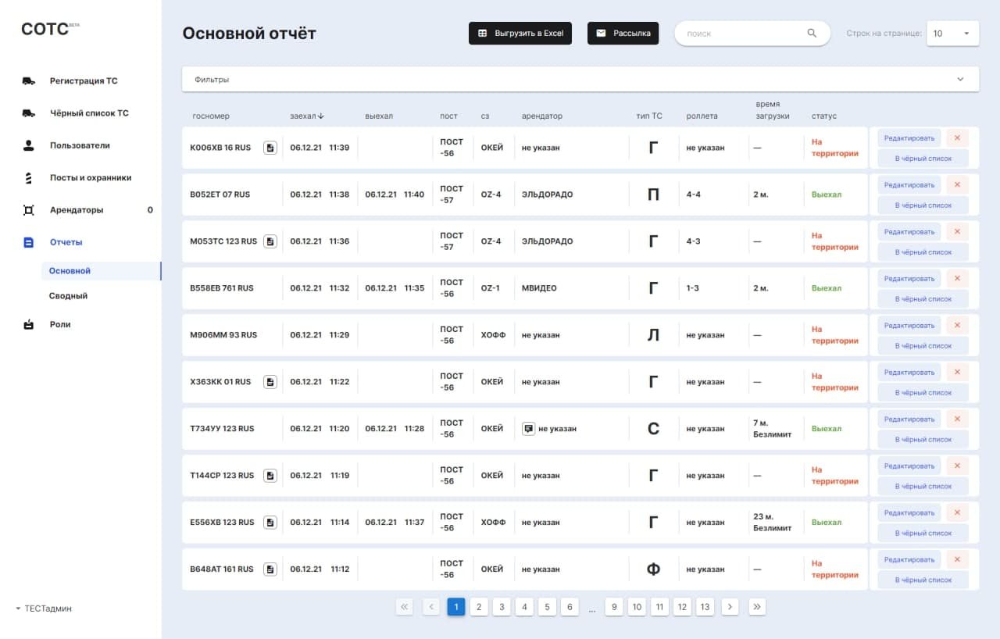 СОТС BETA
Регистрация ТС
Чёрный список ТС
Пользователи
Посты и охранники
Арендаторы 0
Отчеты
Основной
Сводный
Роли
ТЕСТадмин
Основной отчёт
Выгрузить в Excel
Рассылка
поиск
Строк на странице: 10
Фильтры
госномер заехал выехал пост сз арендатор тип ТС роллета время загрузки статус
К006ХВ 16 RUS 06.12.21 11:39 ПОСТ -56 ОКЕЙ не указан Г не указан — На территории Редактировать В чёрный список
В052ЕТ 07 RUS 06.12.21 11:38 06.12.21 11:40 ПОСТ -57 OZ-4 ЭЛЬДОРАДО П 4-4 2 м. Выехал Редактировать В чёрный список
М053ТС 123 RUS 06.12.21 11:36 ПОСТ -57 OZ-4 ЭЛЬДОРАДО Г 4-3 — На территории Редактировать В чёрный список
В558ЕВ 761 RUS 06.12.21 11:32 06.12.21 11:35 ПОСТ -56 OZ-1 МВИДЕО Г 1-3 2 м. Выехал Редактировать В чёрный список
М906ММ 93 RUS 06.12.21 11:29 ПОСТ -56 ХОФФ не указан Л не указан — На территории Редактировать В чёрный список
Х363КК 01 RUS 06.12.21 11:22 ПОСТ -56 ОКЕЙ не указан Г не указан — На территории Редактировать В чёрный список
Т734УУ 123 RUS 06.12.21 11:20 06.12.21 11:28 ПОСТ -56 ОКЕЙ не указан С не указан 7 м. Безлимит Выехал Редактировать В чёрный список
Т144СР 123 RUS 06.12.21 11:19 ПОСТ -56 ОКЕЙ не указан Г не указан — На территории Редактировать В чёрный список
Е556ХВ 123 RUS 06.12.21 11:14 06.12.21 11:37 ПОСТ -56 ХОФФ не указан Г не указан 23 м. Безлимит Выехал Редактировать В чёрный список
В648АТ 161 RUS 06.12.21 11:12 ПОСТ -56 ОКЕЙ не указан Ф не указан — На территории Редактировать В чёрный список
1 2 3 4 5 6 ... 9 10 11 12 13